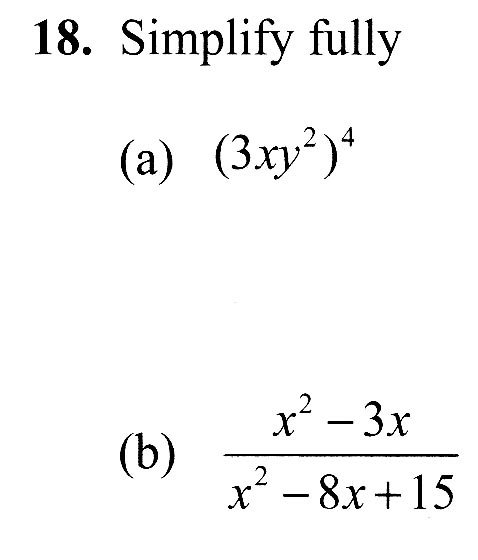 18. Simplify fully
(a) (3xy²)⁴
(b) x² – 3x
x² – 8x + 15